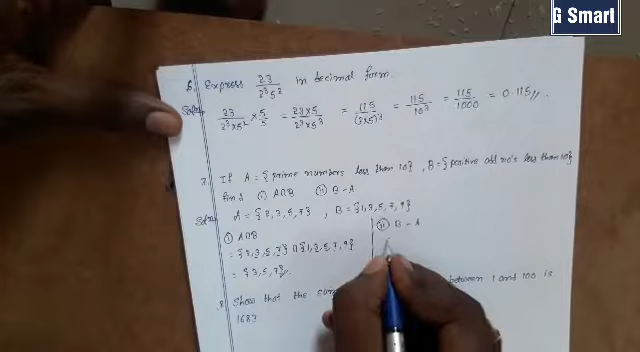 G Smart
6. Express 23/2³5² in decimal form.
Soln: 23/2³×5² × 5/5 = 23×5/2³×5³ = 115/(2×5)³ = 115/10³ = 115/1000 = 0.115//
7. If A = {prime numbers less than 10}, B = {positive odd no's less than 10}
find (i) A∩B (ii) B-A
Soln: A = {2, 3, 5, 7}, B = {1, 3, 5, 7, 9}
(i) A∩B
= {2, 3, 5, 7} ∩ {1, 3, 5, 7, 9}
= {3, 5, 7}
(ii) B - A
8. Show that the sum between 1 and 100 is
1683